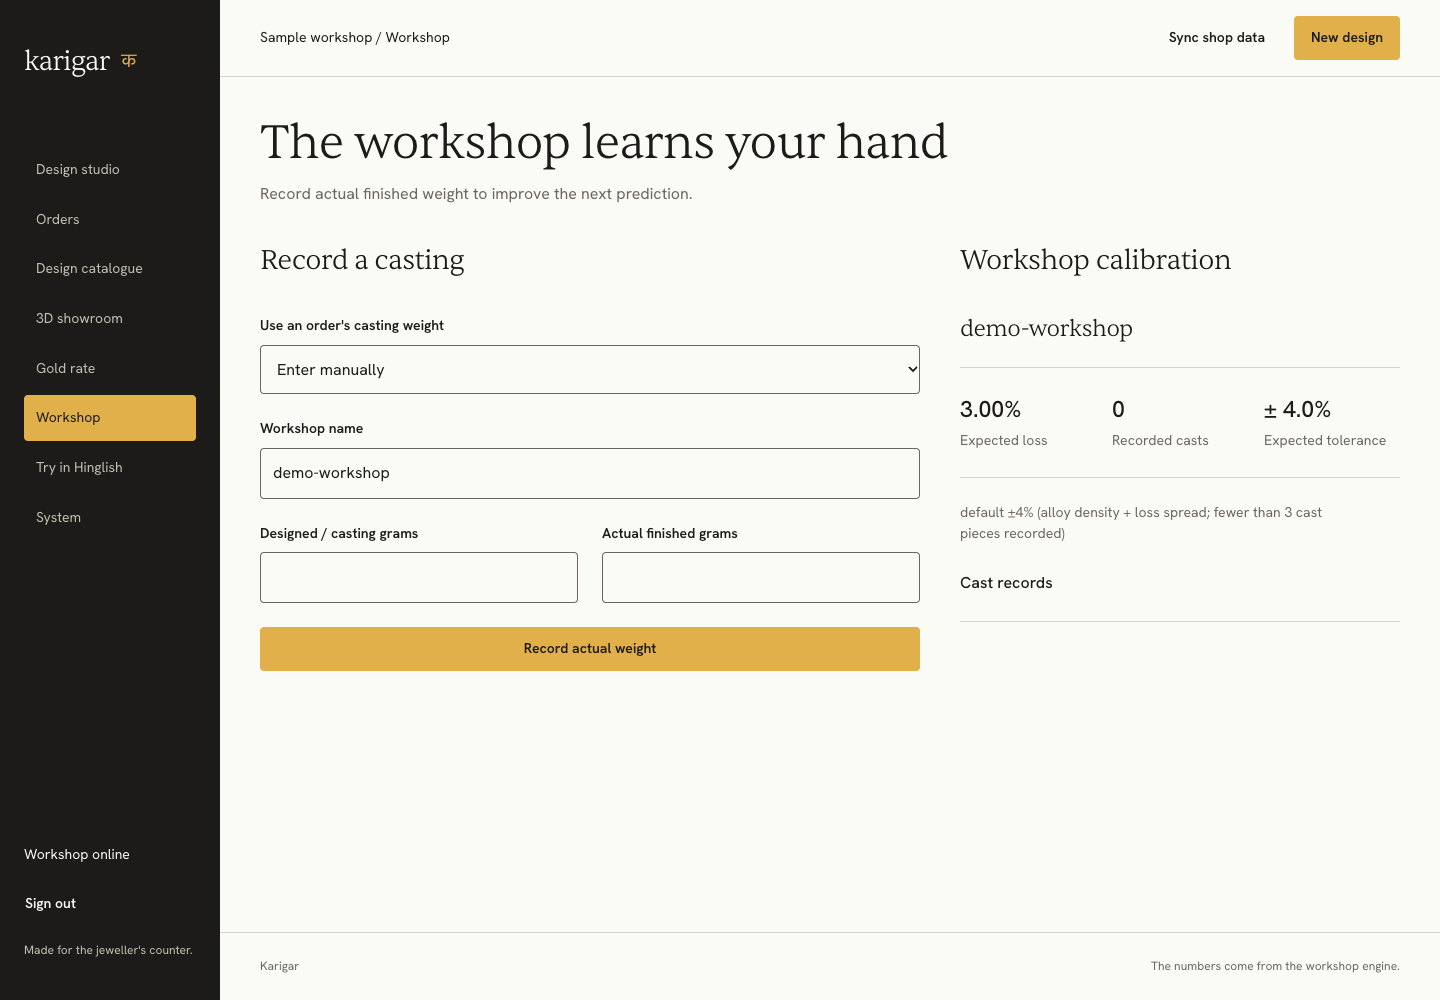 karigar क
Design studio
Orders
Design catalogue
3D showroom
Gold rate
Workshop
Try in Hinglish
System
Workshop online
Sign out
Made for the jeweller's counter.
Sample workshop / Workshop
Sync shop data
New design
The workshop learns your hand
Record actual finished weight to improve the next prediction.
Record a casting
Use an order's casting weight
Enter manually
Workshop name
demo-workshop
Designed / casting grams
Actual finished grams
Record actual weight
Workshop calibration
demo-workshop
3.00%
Expected loss
0
Recorded casts
± 4.0%
Expected tolerance
default ±4% (alloy density + loss spread; fewer than 3 cast
pieces recorded)
Cast records
Karigar
The numbers come from the workshop engine.